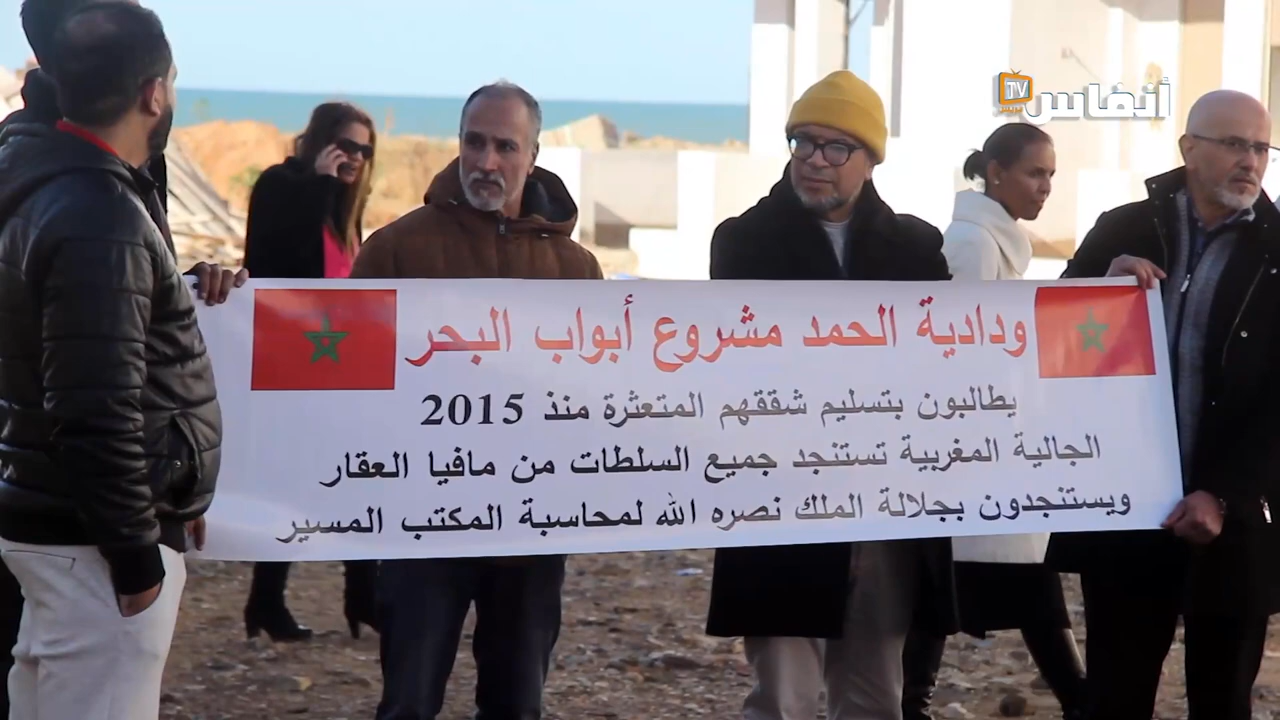 أنفاس TV
ودادية الحمد مشروع أبواب البحر
يطالبون بتسليم شققهم المتعثرة منذ 2015
الجالية المغربية تستنجد جميع السلطات من مافيا العقار
ويستنجدون بجلالة الملك نصره الله لمحاسبة المكتب المسير